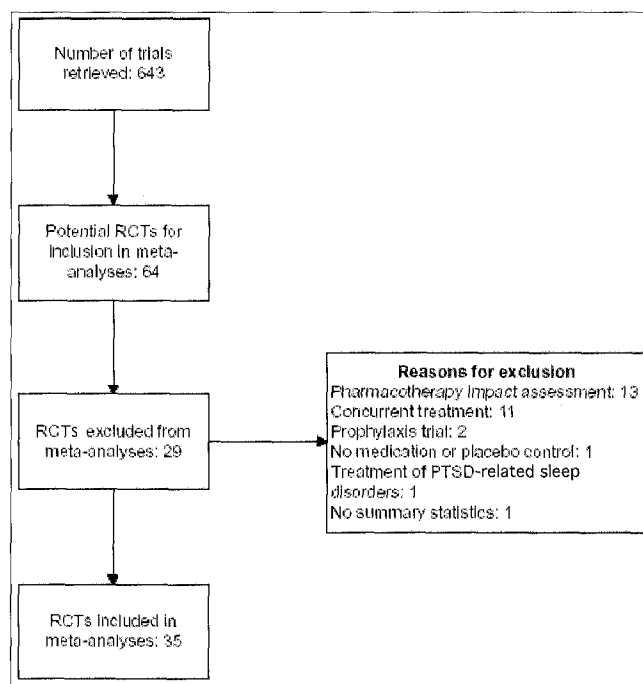 Number of trials
retrieved: 643
Potential RCTs for
inclusion in meta-
analyses: 64
RCTs excluded from
meta-analyses: 29
Reasons for exclusion
Pharmacotherapy impact assessment: 13
Concurrent treatment: 11
Prophylaxis trial: 2
No medication or placebo control: 1
Treatment of PTSD-related sleep
disorders: 1
No summary statistics: 1
RCTs included in
meta-analyses: 35